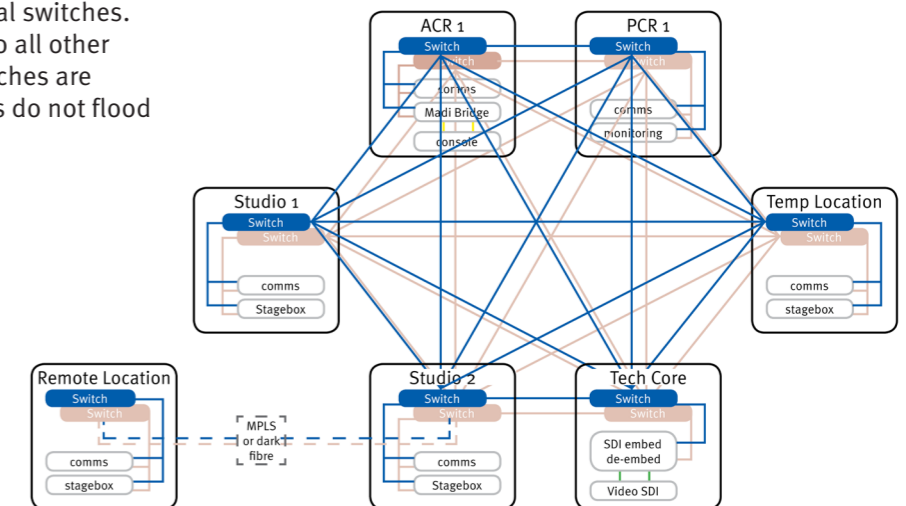 al switches.
o all other
ches are
s do not flood
ACR 1
Switch
Switch
comms
Madi Bridge
console
PCR 1
Switch
Switch
comms
monitoring
Studio 1
Switch
Switch
comms
Stagebox
Temp Location
Switch
Switch
comms
stagebox
Remote Location
Switch
Switch
comms
stagebox
MPLS
or dark
fibre
Studio 2
Switch
Switch
comms
Stagebox
Tech Core
Switch
Switch
SDI embed
de-embed
Video SDI